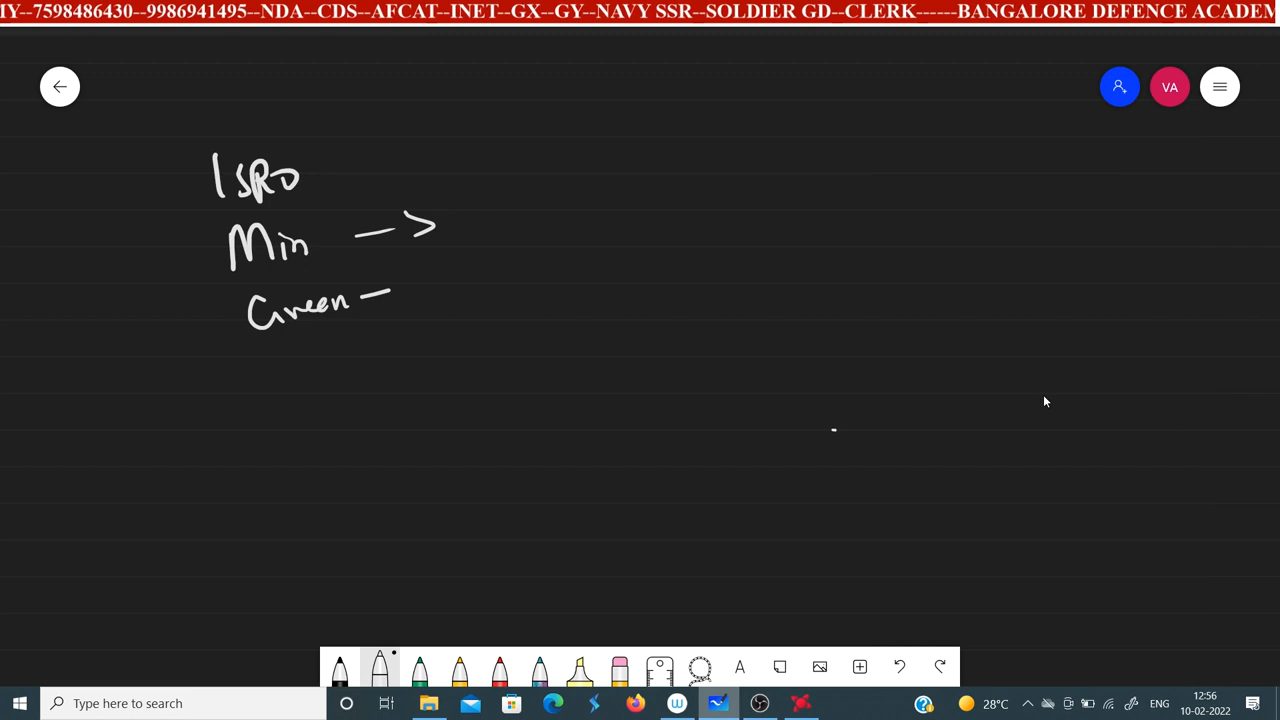 MY--7598486430--9986941495--NDA--CDS--AFCAT--INET--GX--GY--NAVY SSR--SOLDIER GD--CLERK------BANGALORE DEFENCE ACADEM
VA
ISRO
Min —>
Green —
A
Type here to search
28°C
ENG
12:56
10-02-2022